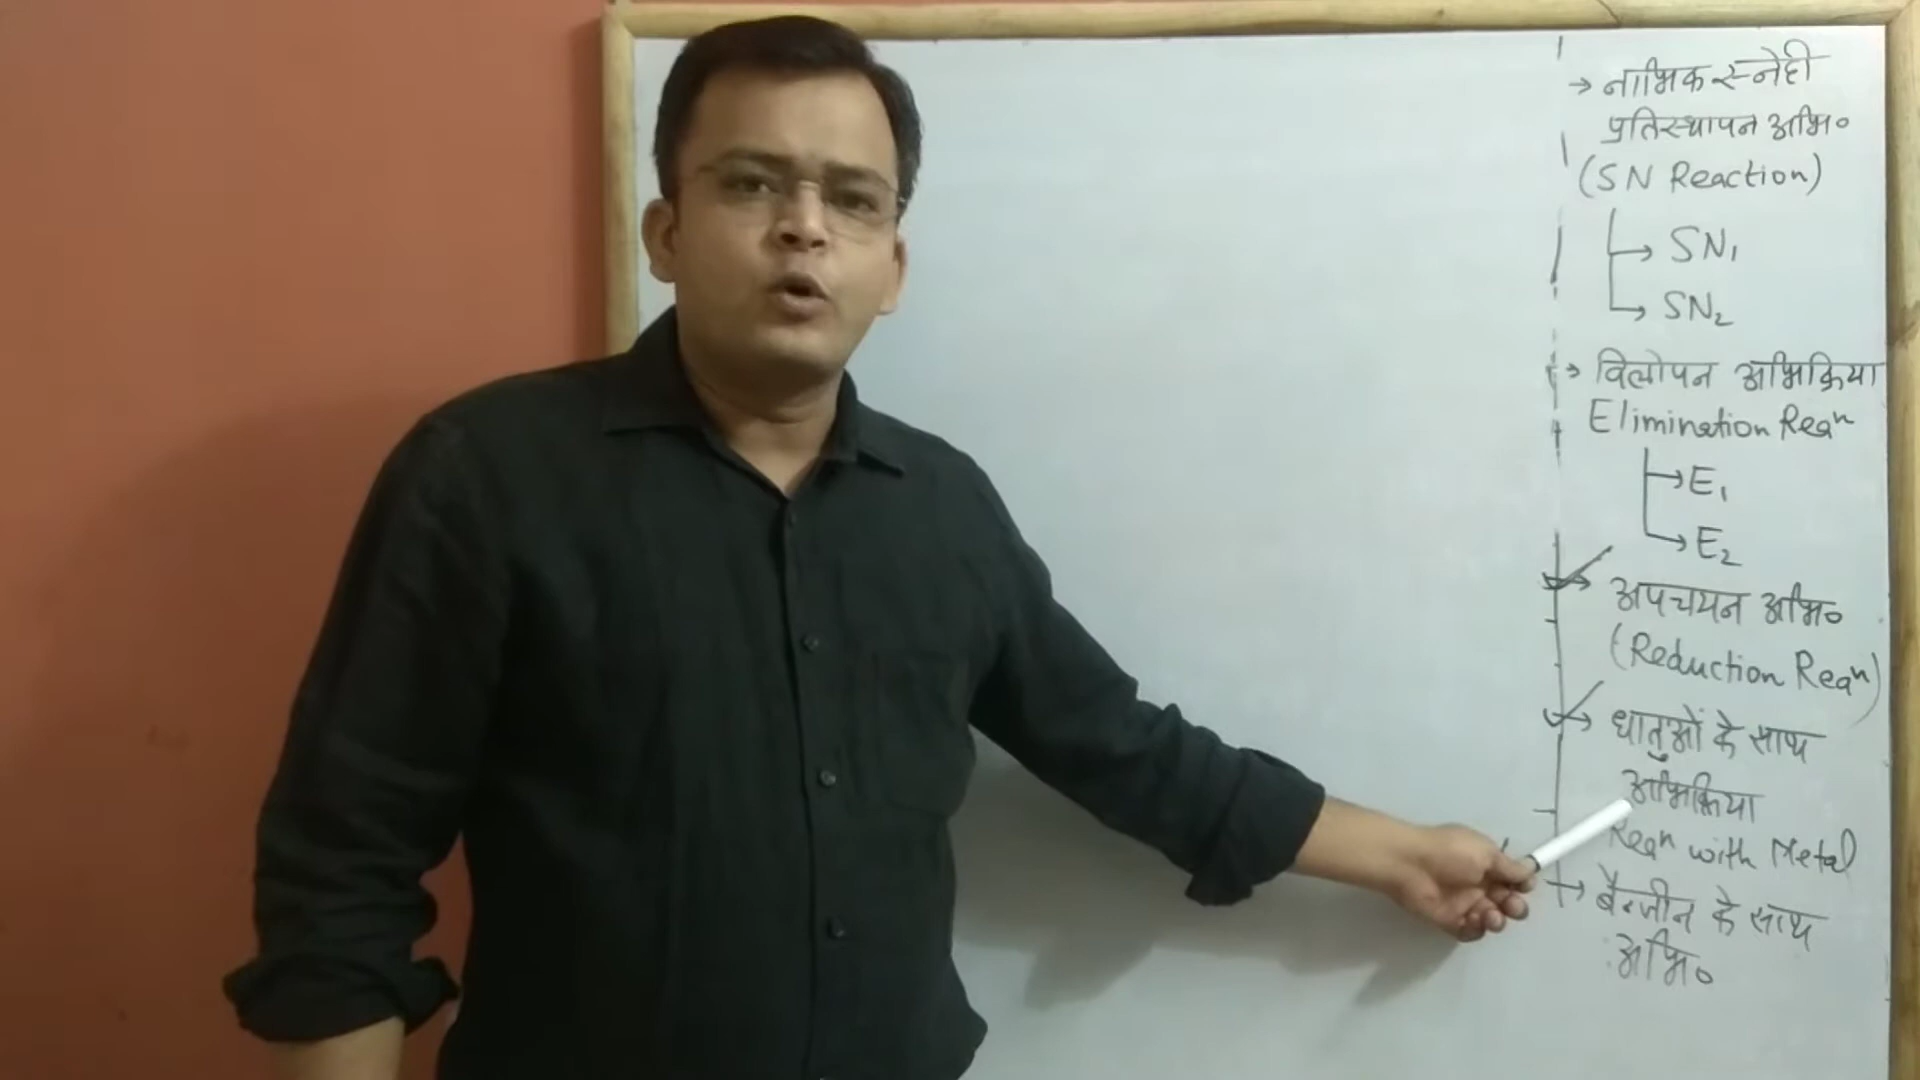 → नाभिक स्नेही
प्रतिस्थापन अभि०
(SN Reaction)
→ SN₁
→ SN₂
→ विलोपन अभिक्रिया
Elimination Reaⁿ
→ E₁
→ E₂
→ अपचयन अभि०
(Reduction Reaⁿ)
→ धातुओं के साथ
अभिक्रिया
Reaⁿ with Metal
→ बैन्जीन के साथ
अभि०